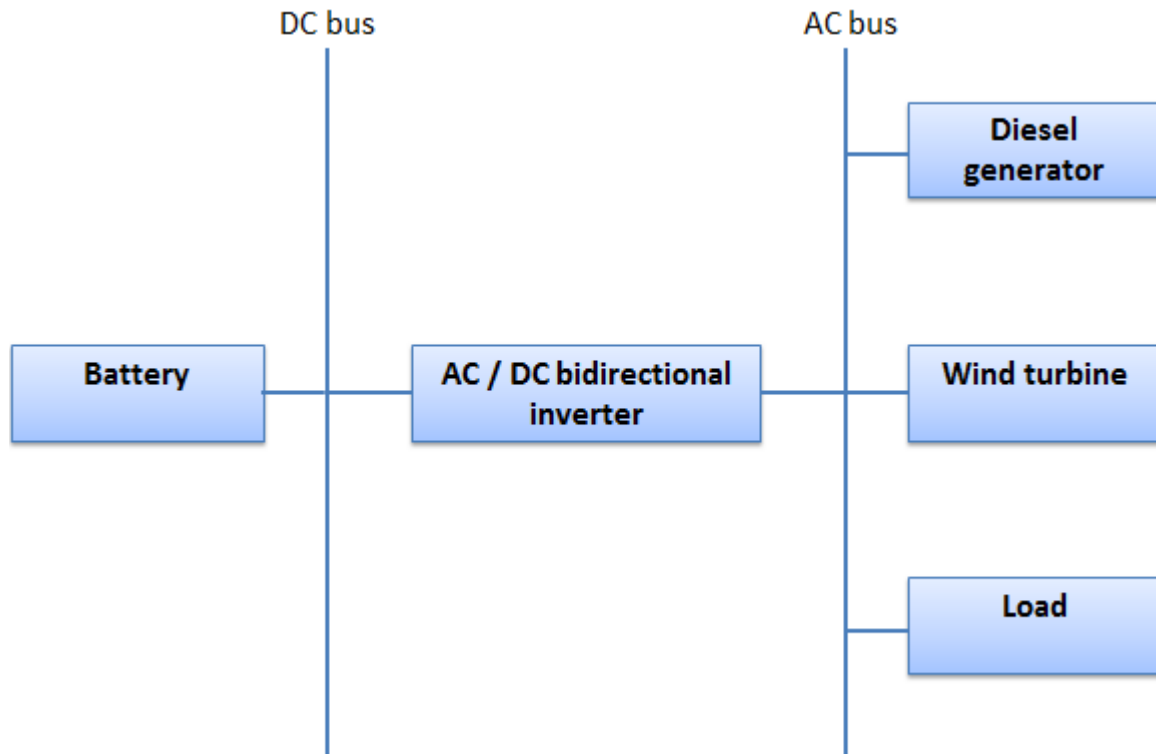 DC bus
AC bus
Diesel
generator
Battery
AC / DC bidirectional
inverter
Wind turbine
Load